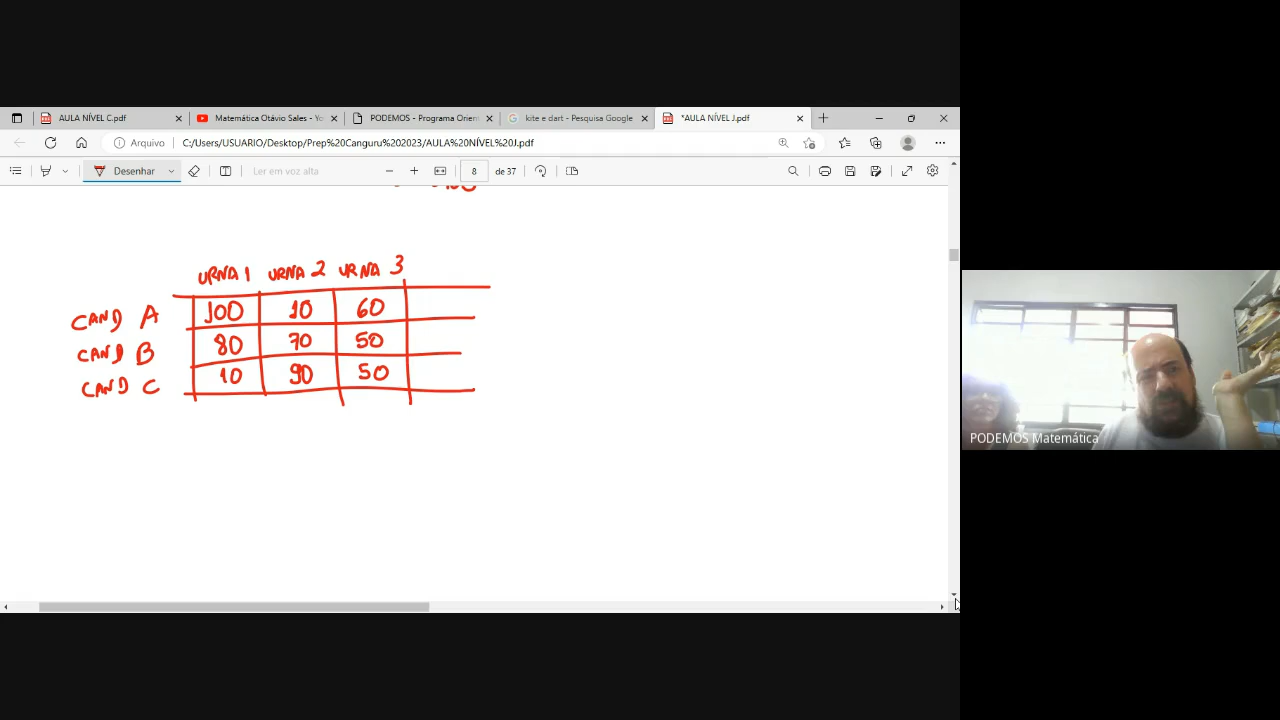 AULA NÍVEL C.pdf
Matemática Otávio Sales - Yo
PODEMOS - Programa Orien
kite e dart - Pesquisa Google
*AULA NÍVEL J.pdf
Arquivo C:/Users/USUARIO/Desktop/Prep%20Canguru%202023/AULA%20NÍVEL%20J.pdf
Desenhar
Ler em voz alta
8 de 37
URNA 1 URNA 2 URNA 3
CAND A 100 10 60
CAND B 80 70 50
CAND C 10 90 50
PODEMOS Matemática